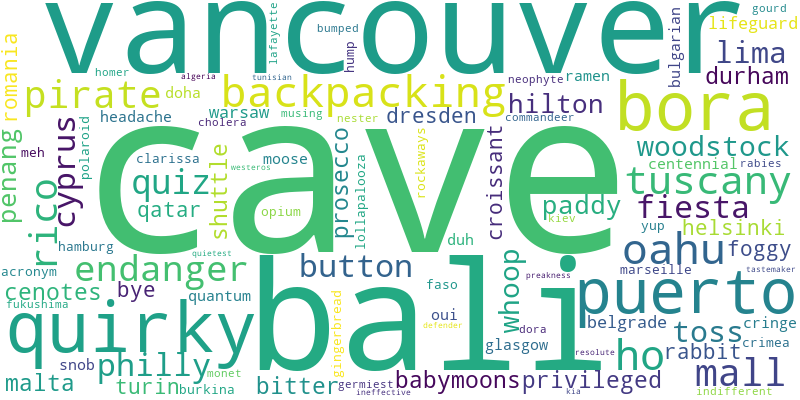 vancouver
lafayette
bumped
hump
bulgarian
gourd
lifeguard
romania
homer
algeria
tunisian
neophyte
ramen
lima
durham
pirate
doha
backpacking
hilton
bora
headache
warsaw
cholera
musing
nester
dresden
commandeer
penang
meh
cyprus
polaroid
cave
clarissa
moose
westeros
prosecco
lollapalooza
rockaways
croissant
woodstock
centennial
rabies
quiz
shuttle
qatar
opium
paddy
kiev
tuscany
fiesta
rico
hamburg
quietest
duh
yup
helsinki
acronym
endanger
button
whoop
preakness
oahu
foggy
marseille
tastemaker
cenotes
fukushima
bye
quantum
bali
gingerbread
faso
oui
defender
dora
puerto
belgrade
cringe
quirky
glasgow
resolute
toss
crimea
snob
philly
monet
ho
rabbit
mall
malta
turin
burkina
bitter
germiest
ineffective
babymoons
privileged
kia
indifferent